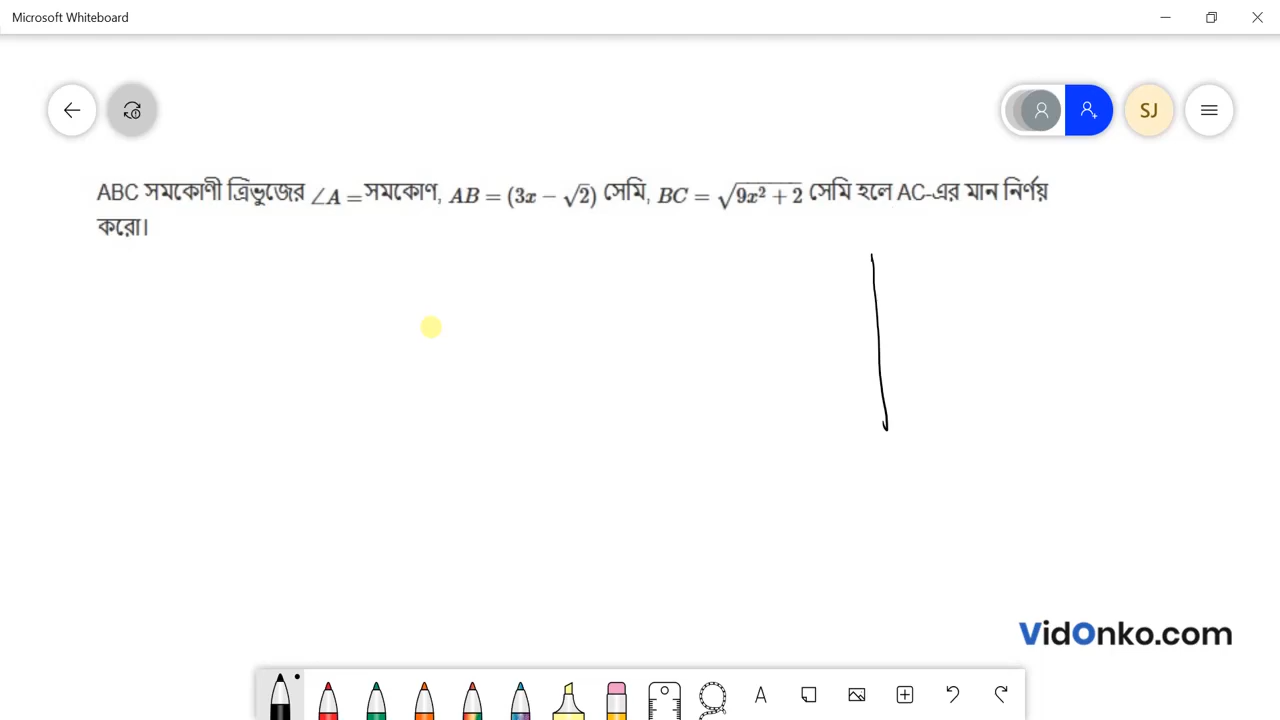 Microsoft Whiteboard
SJ
ABC সমকোণী ত্রিভুজের ∠A = সমকোণ, AB = (3x − √2) সেমি, BC = √(9x² + 2) সেমি হলে AC-এর মান নির্ণয়
করো।
VidOnko.com
A